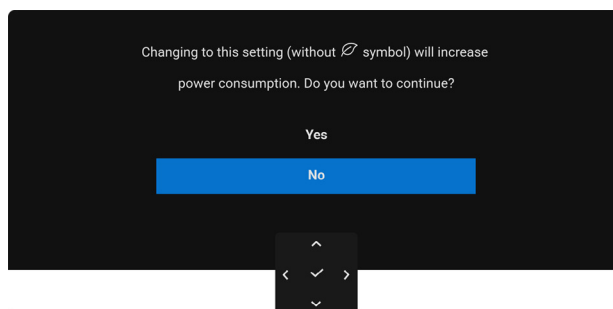 Changing to this setting (without symbol) will increase
power consumption. Do you want to continue?
Yes
No